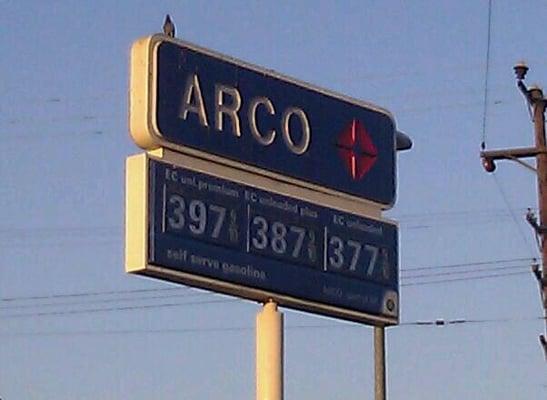 ARCO
EC unl.premium EC unleaded plus EC unleaded
397 387 377
self serve gasoline